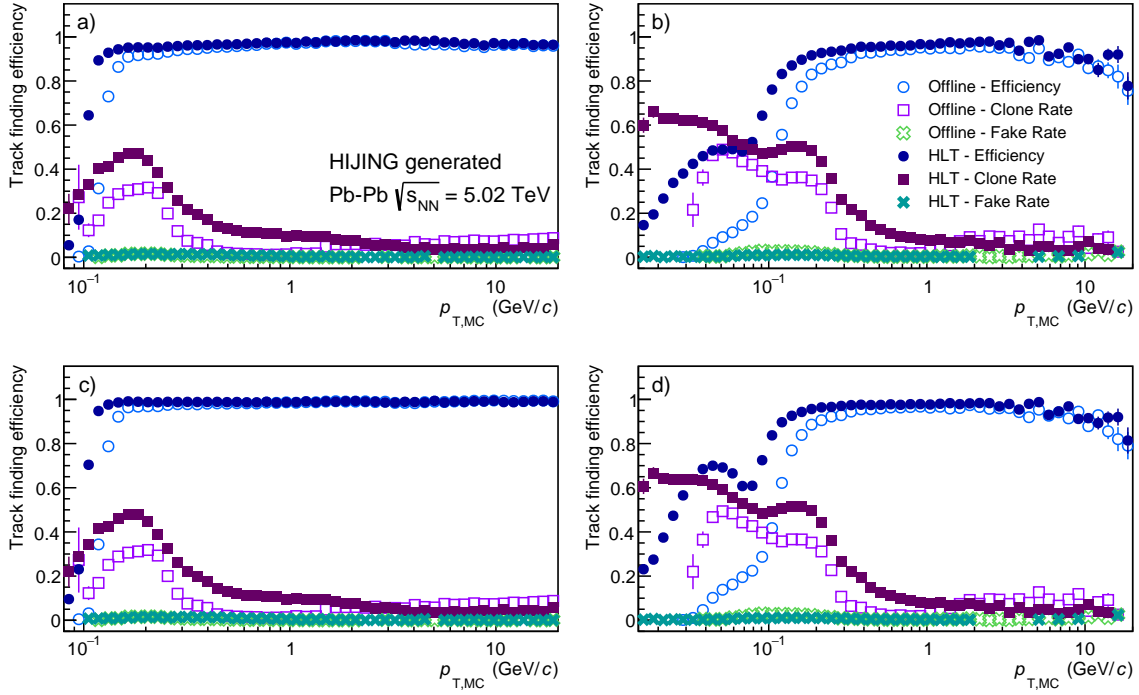 a)
Track finding efficiency
1
0.8
0.6
0.4
0.2
0
HIJING generated
Pb-Pb √s_NN = 5.02 TeV
10⁻¹ 1 10
p_T,MC (GeV/c)
b)
Track finding efficiency
1
0.8
0.6
0.4
0.2
0
Offline - Efficiency
Offline - Clone Rate
Offline - Fake Rate
HLT - Efficiency
HLT - Clone Rate
HLT - Fake Rate
10⁻¹ 1 10
p_T,MC (GeV/c)
c)
Track finding efficiency
1
0.8
0.6
0.4
0.2
0
10⁻¹ 1 10
p_T,MC (GeV/c)
d)
Track finding efficiency
1
0.8
0.6
0.4
0.2
0
10⁻¹ 1 10
p_T,MC (GeV/c)